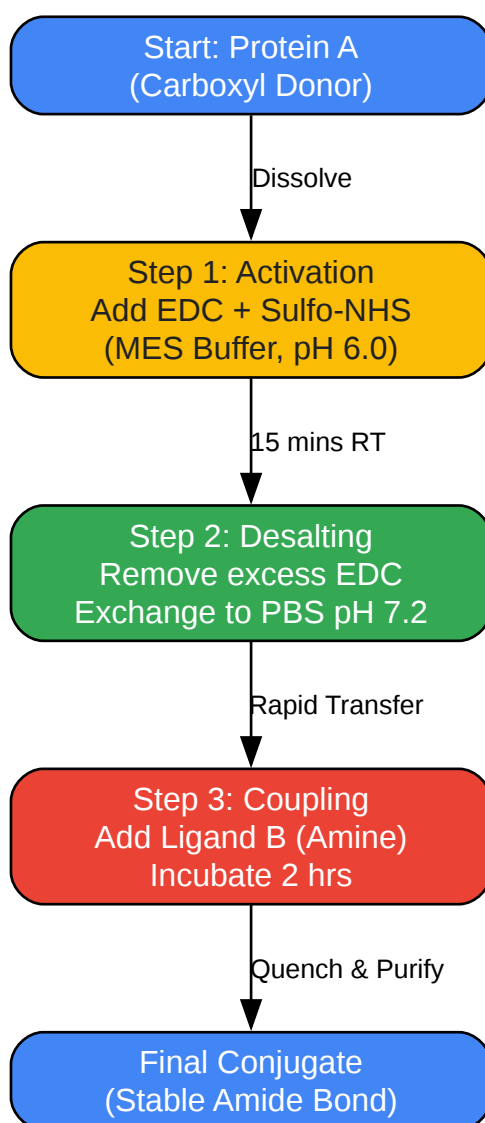 Start: Protein A
(Carboxyl Donor)
Dissolve
Step 1: Activation
Add EDC + Sulfo-NHS
(MES Buffer, pH 6.0)
15 mins RT
Step 2: Desalting
Remove excess EDC
Exchange to PBS pH 7.2
Rapid Transfer
Step 3: Coupling
Add Ligand B (Amine)
Incubate 2 hrs
Quench & Purify
Final Conjugate
(Stable Amide Bond)